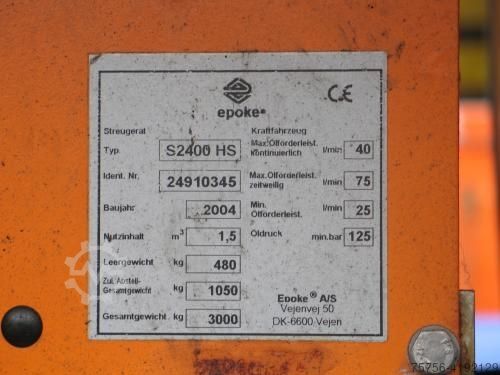 epoke®
CE
Streugerät
Kraftfahrzeug
Typ. S2400 HS
Max.Ölförderleist. kontinuierlich l/min 40
Ident. Nr. 24910345
Max.Ölförderleist. zeitweilig l/min 75
Baujahr 2004
Min. Ölförderleist. l/min 25
Nutzinhalt m³ 1,5
Öldruck min.bar 125
Leergewicht kg 480
Zul. Abstell-Gesamtgewicht kg 1050
Gesamtgewicht kg 3000
Epoke® A/S
Vejenvej 50
DK-6600 Vejen